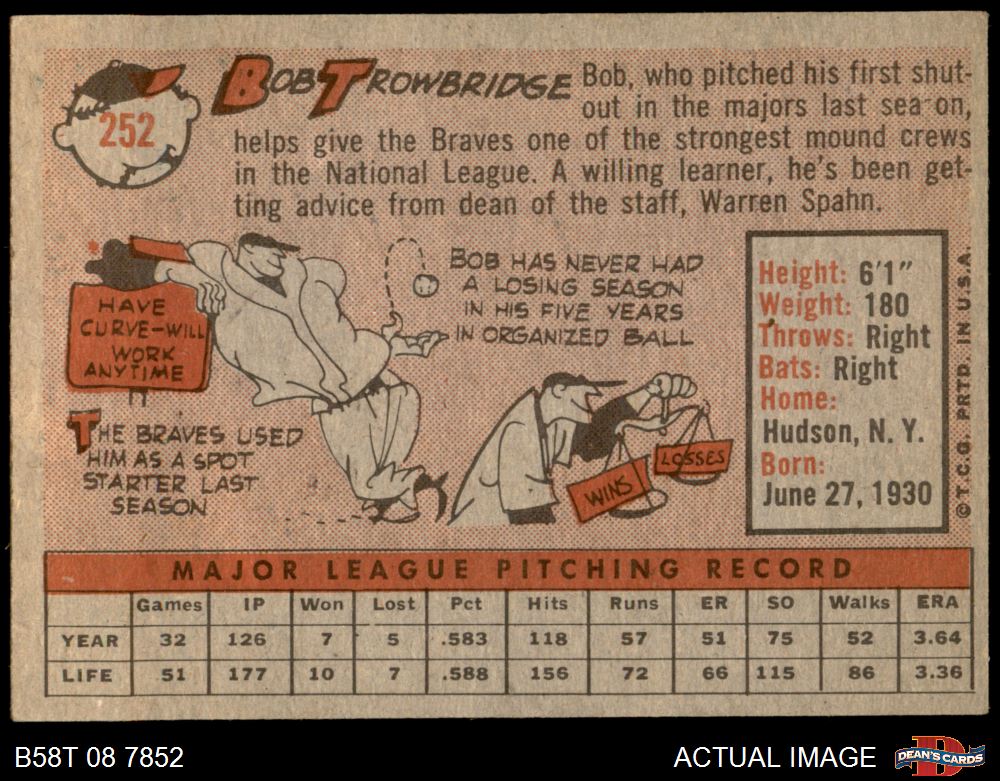 252
BOB TROWBRIDGE
Bob, who pitched his first shut-
out in the majors last sea on,
helps give the Braves one of the strongest mound crews
in the National League. A willing learner, he's been get-
ting advice from dean of the staff, Warren Spahn.
HAVE
CURVE-WILL
WORK
ANYTIME
THE BRAVES USED
HIM AS A SPOT
STARTER LAST
SEASON
BOB HAS NEVER HAD
A LOSING SEASON
IN HIS FIVE YEARS
IN ORGANIZED BALL
WINS
LOSSES
Height: 6'1"
Weight: 180
Throws: Right
Bats: Right
Home:
Hudson, N. Y.
Born:
June 27, 1930
©T.C.G. PRTD. IN U.S.A.
MAJOR LEAGUE PITCHING RECORD
Games IP Won Lost Pct Hits Runs ER SO Walks ERA
YEAR 32 126 7 5 .583 118 57 51 75 52 3.64
LIFE 51 177 10 7 .588 156 72 66 115 86 3.36
B58T 08 7852
ACTUAL IMAGE
D
DEAN'S CARDS